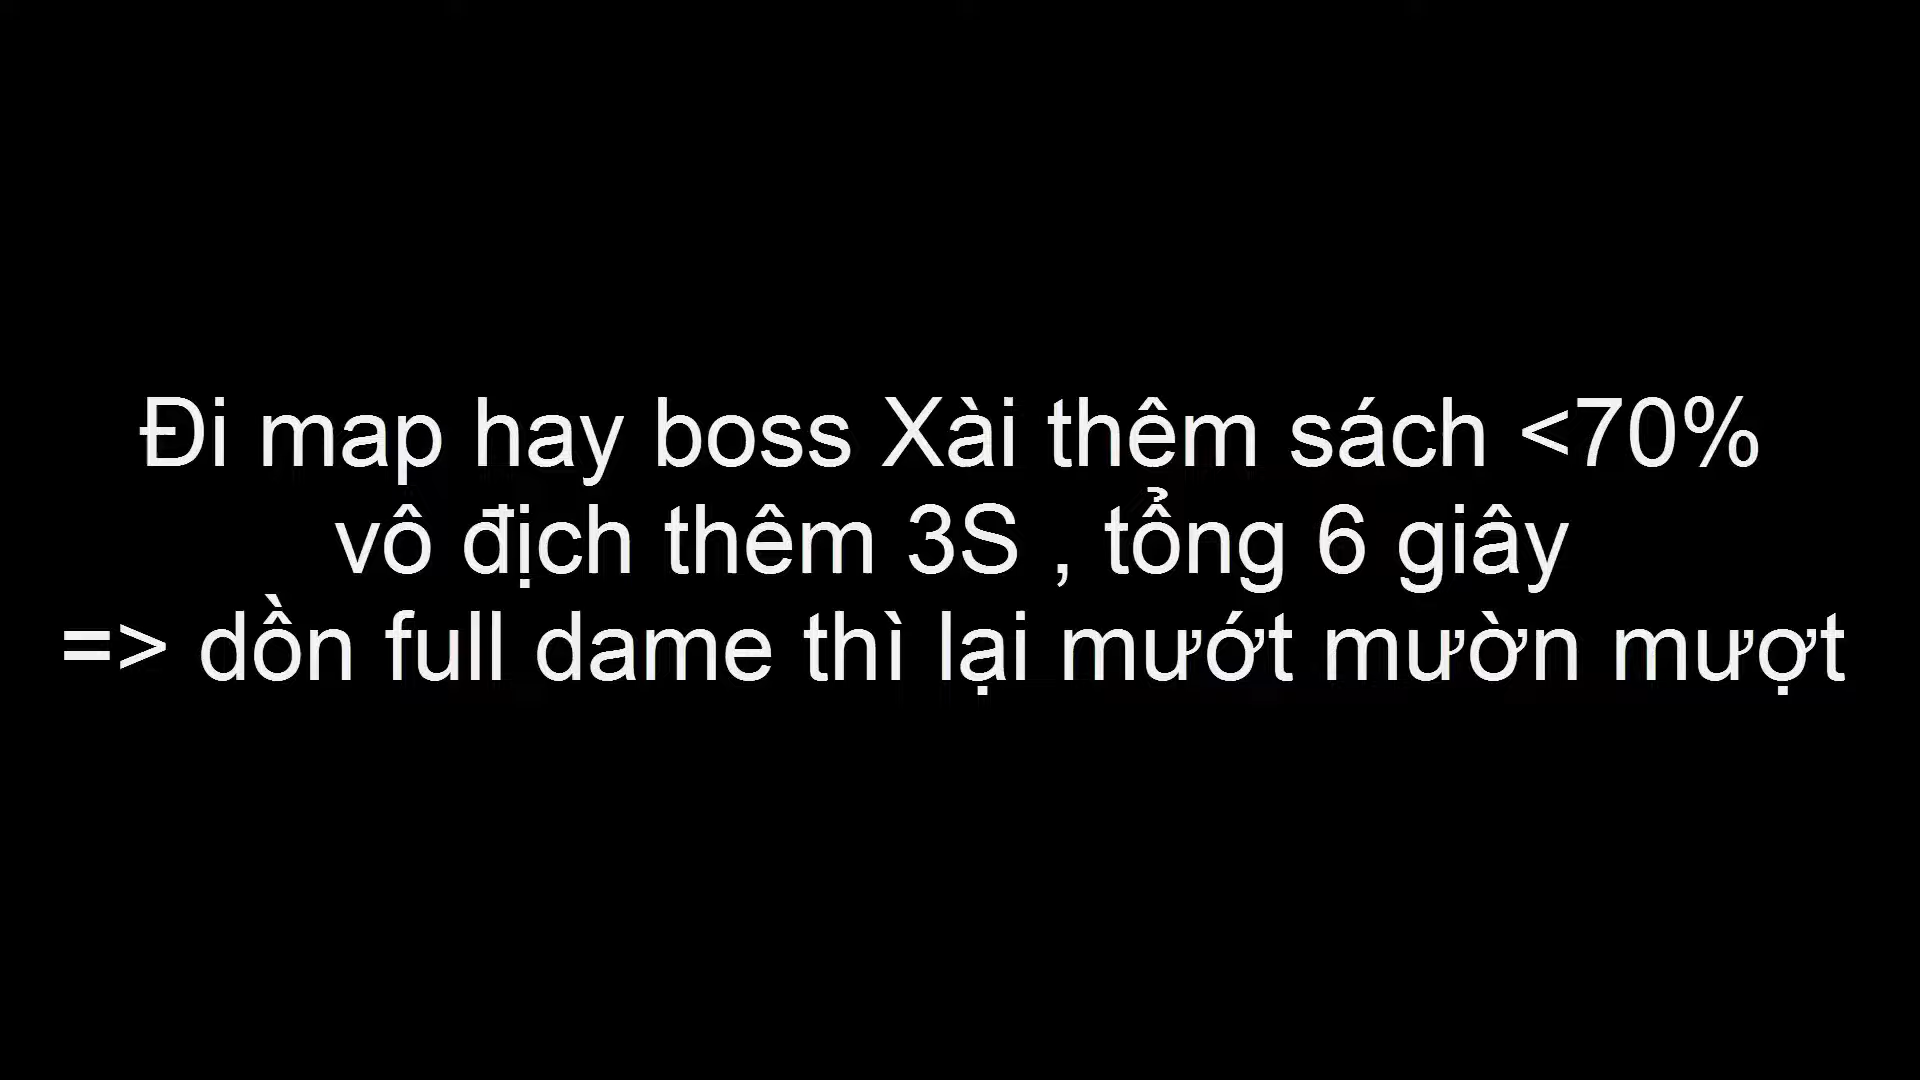 Đi map hay boss Xài thêm sách <70%
vô địch thêm 3S , tổng 6 giây
=> dồn full dame thì lại mướt mườn mượt